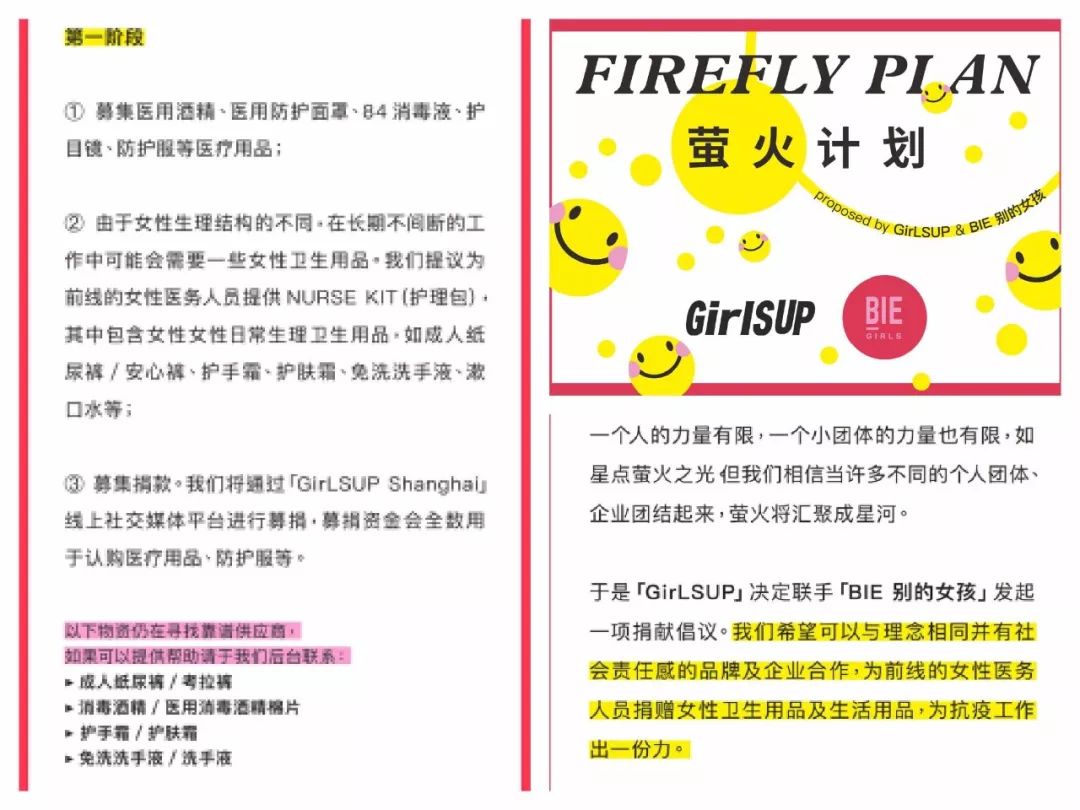 第一阶段
① 募集医用酒精、医用防护面罩、84 消毒液、护
目镜、防护服等医疗用品；
② 由于女性生理结构的不同，在长期不间断的工
作中可能会需要一些女性卫生用品。我们提议为
前线的女性医务人员提供 NURSE KIT（护理包），
其中包含女性女性日常生理卫生用品，如成人纸
尿裤 / 安心裤、护手霜、护肤霜、免洗洗手液、漱
口水等；
③ 募集捐款。我们将通过「GirLSUP Shanghai」
线上社交媒体平台进行募捐，募捐资金会全数用
于认购医疗用品、防护服等。
以下物资仍在寻找靠谱供应商，
如果可以提供帮助请于我们后台联系：
▸ 成人纸尿裤 / 考拉裤
▸ 消毒酒精 / 医用消毒酒精棉片
▸ 护手霜 / 护肤霜
▸ 免洗洗手液 / 洗手液
FIREFLY PLAN
萤火计划
proposed by GirLSUP & BIE 别的女孩
GirlSUP
BIE
GIRLS
一个人的力量有限，一个小团体的力量也有限，如
星点萤火之光 但我们相信当许多不同的个人团体、
企业团结起来，萤火将汇聚成星河。
于是「GirLSUP」决定联手「BIE 别的女孩」发起
一项捐献倡议。我们希望可以与理念相同并有社
会责任感的品牌及企业合作，为前线的女性医务
人员捐赠女性卫生用品及生活用品，为抗疫工作
出一份力。